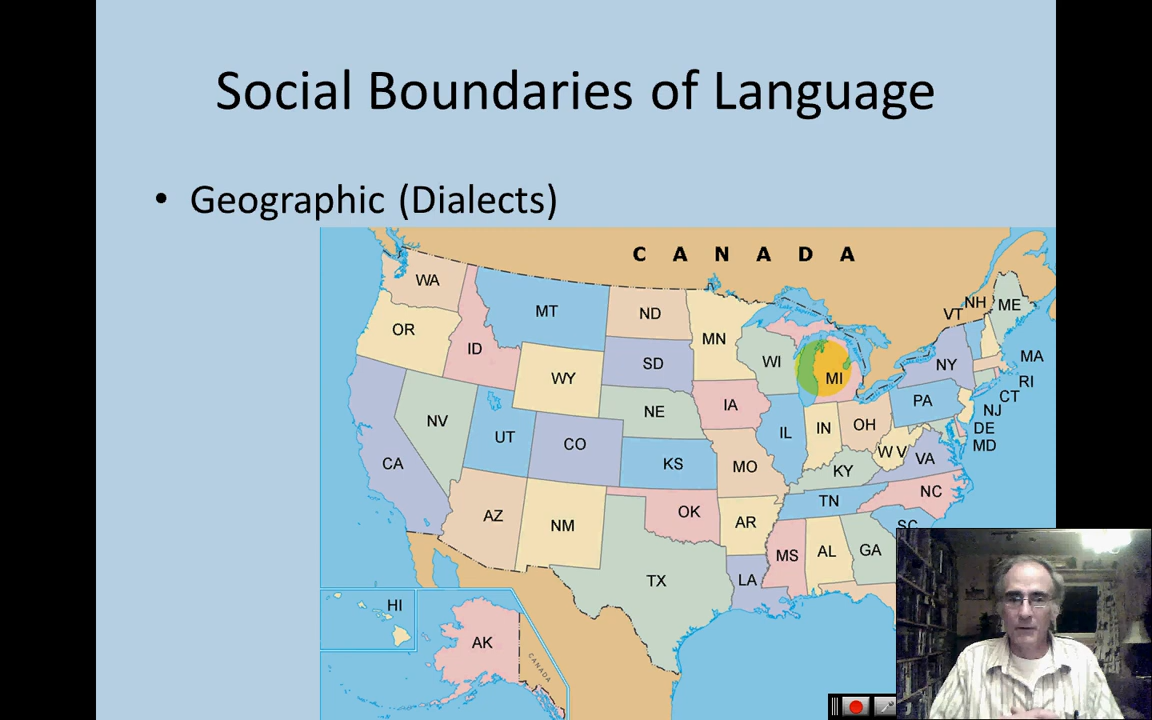 Social Boundaries of Language
• Geographic (Dialects)
CANADA
WA
MT
ND
MN
VT
NH
ME
OR
ID
SD
WI
MI
NY
MA
WY
RI
CT
NE
IA
PA
NJ
NV
UT
CO
IL
IN
OH
DE
MD
CA
KS
MO
KY
WV
VA
AZ
NM
OK
AR
TN
NC
SC
TX
LA
MS
AL
GA
HI
AK
CANADA